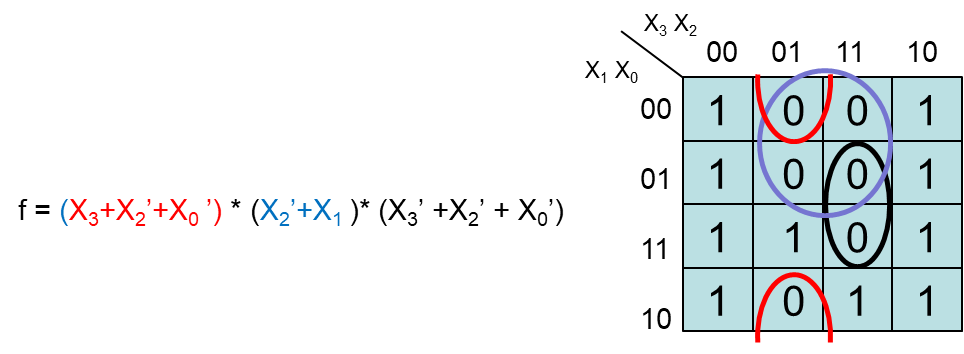 X₃ X₂
X₁ X₀
00 01 11 10
00 1 0 0 1
01 1 0 0 1
11 1 1 0 1
10 1 0 1 1
f = (X₃+X₂’+X₀ ’) * (X₂’+X₁ )* (X₃’ +X₂’ + X₀’)